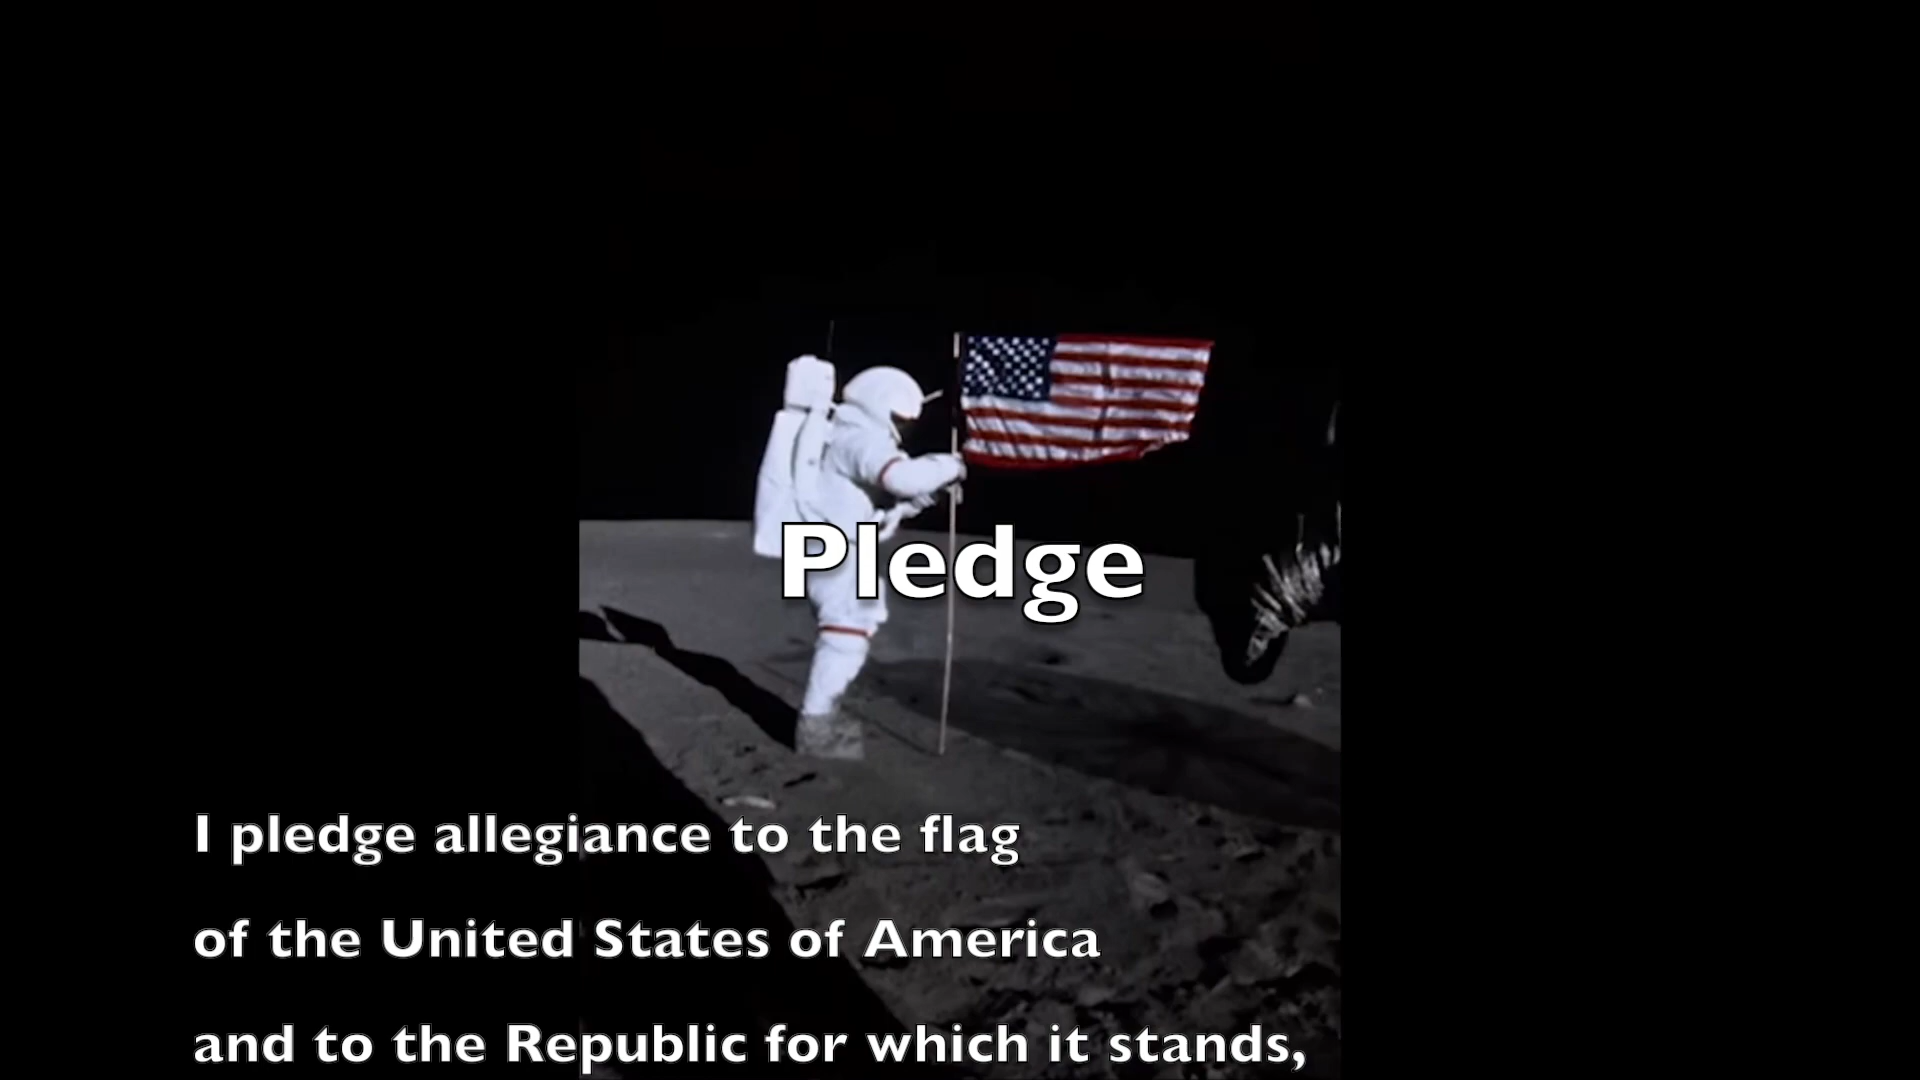 Pledge
I pledge allegiance to the flag
of the United States of America
and to the Republic for which it stands,